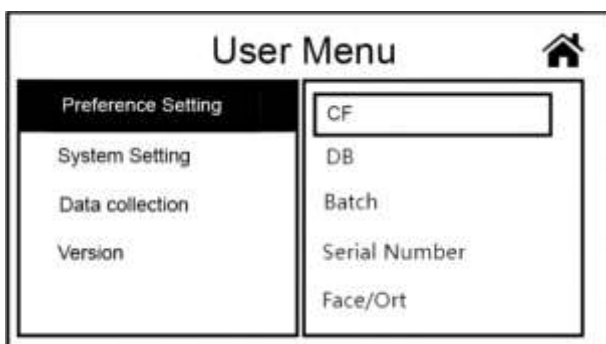 User Menu
Preference Setting
System Setting
Data collection
Version
CF
DB
Batch
Serial Number
Face/Ort